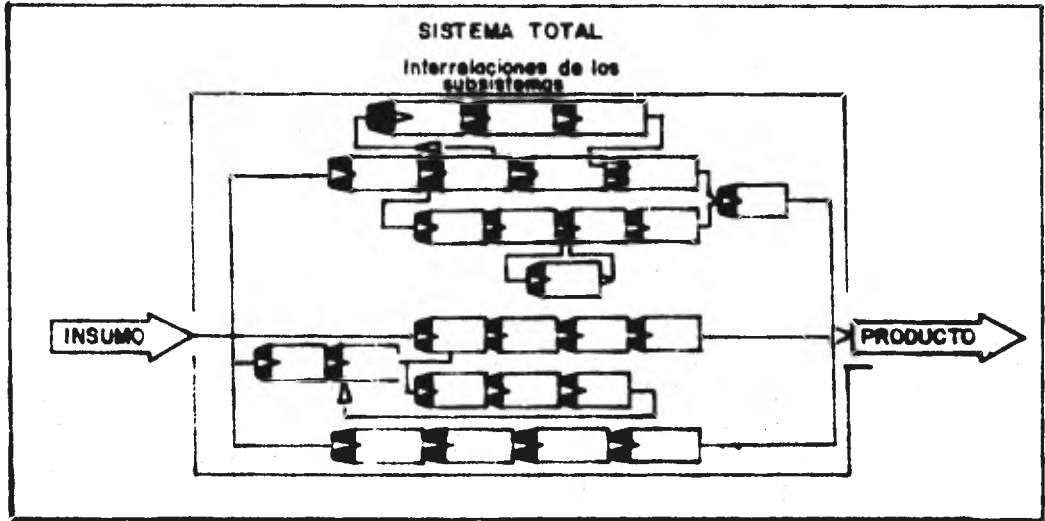 SISTEMA TOTAL
Interrelaciones de los
subsistemas
INSUMO
PRODUCTO